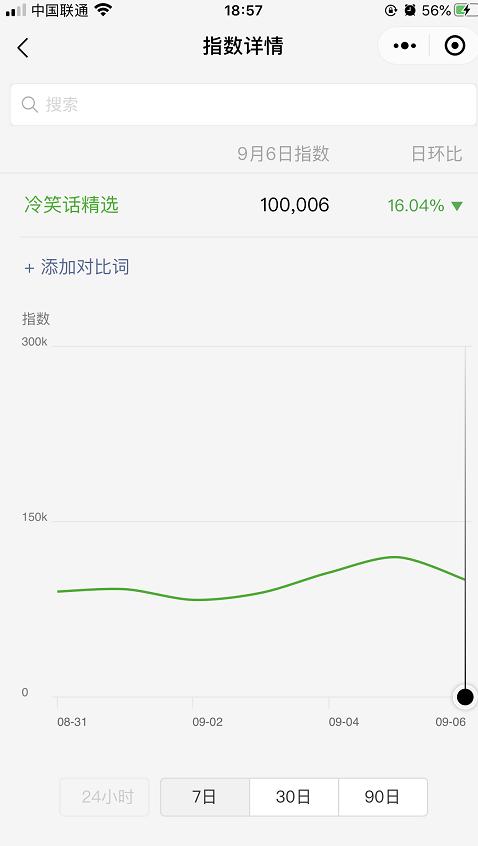 中国联通 18:57 56%
指数详情
搜索
9月6日指数 日环比
冷笑话精选 100,006 16.04%
+ 添加对比词
指数
300k
150k
0
08-31 09-02 09-04 09-06
24小时 7日 30日 90日